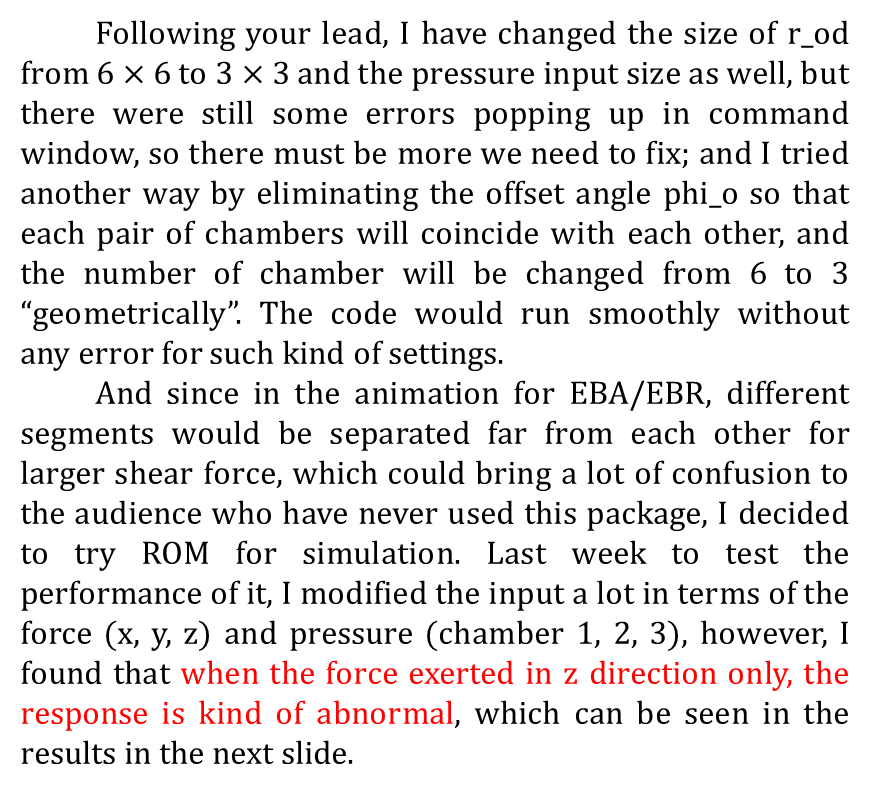 Following your lead, I have changed the size of r_od
from 6 × 6 to 3 × 3 and the pressure input size as well, but
there were still some errors popping up in command
window, so there must be more we need to fix; and I tried
another way by eliminating the offset angle phi_o so that
each pair of chambers will coincide with each other, and
the number of chamber will be changed from 6 to 3
“geometrically”. The code would run smoothly without
any error for such kind of settings.
And since in the animation for EBA/EBR, different
segments would be separated far from each other for
larger shear force, which could bring a lot of confusion to
the audience who have never used this package, I decided
to try ROM for simulation. Last week to test the
performance of it, I modified the input a lot in terms of the
force (x, y, z) and pressure (chamber 1, 2, 3), however, I
found that when the force exerted in z direction only, the
response is kind of abnormal, which can be seen in the
results in the next slide.